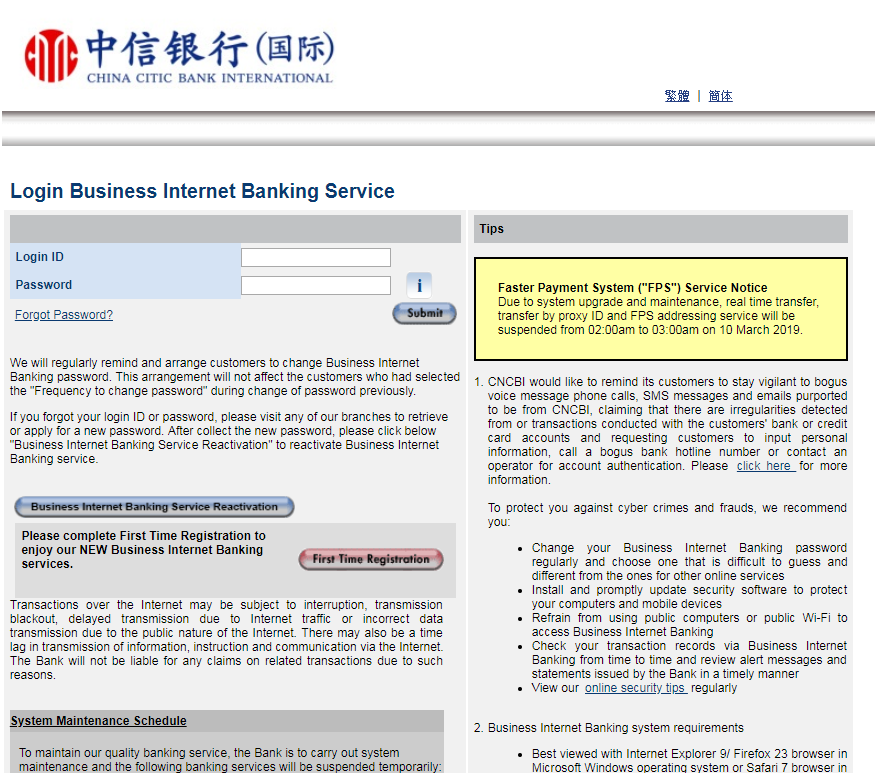 中信银行(国际)
CHINA CITIC BANK INTERNATIONAL
繁體 | 简体
Login Business Internet Banking Service
Login ID
Password
i
Forgot Password?
Submit
We will regularly remind and arrange customers to change Business Internet
Banking password. This arrangement will not affect the customers who had selected
the "Frequency to change password" during change of password previously.
If you forgot your login ID or password, please visit any of our branches to retrieve
or apply for a new password. After collect the new password, please click below
"Business Internet Banking Service Reactivation" to reactivate Business Internet
Banking service.
Business Internet Banking Service Reactivation
Please complete First Time Registration to
enjoy our NEW Business Internet Banking
services.
First Time Registration
Transactions over the Internet may be subject to interruption, transmission
blackout, delayed transmission due to Internet traffic or incorrect data
transmission due to the public nature of the Internet. There may also be a time
lag in transmission of information, instruction and communication via the Internet.
The Bank will not be liable for any claims on related transactions due to such
reasons.
System Maintenance Schedule
To maintain our quality banking service, the Bank is to carry out system
maintenance and the following banking services will be suspended temporarily:
Tips
Faster Payment System ("FPS") Service Notice
Due to system upgrade and maintenance, real time transfer,
transfer by proxy ID and FPS addressing service will be
suspended from 02:00am to 03:00am on 10 March 2019.
1. CNCBI would like to remind its customers to stay vigilant to bogus
voice message phone calls, SMS messages and emails purported
to be from CNCBI, claiming that there are irregularities detected
from or transactions conducted with the customers' bank or credit
card accounts and requesting customers to input personal
information, call a bogus bank hotline number or contact an
operator for account authentication. Please click here for more
information.
To protect you against cyber crimes and frauds, we recommend
you:
• Change your Business Internet Banking password
regularly and choose one that is difficult to guess and
different from the ones for other online services
• Install and promptly update security software to protect
your computers and mobile devices
• Refrain from using public computers or public Wi-Fi to
access Business Internet Banking
• Check your transaction records via Business Internet
Banking from time to time and review alert messages and
statements issued by the Bank in a timely manner
• View our online security tips regularly
2. Business Internet Banking system requirements
• Best viewed with Internet Explorer 9/ Firefox 23 browser in
Microsoft Windows operating system or Safari 7 browser in